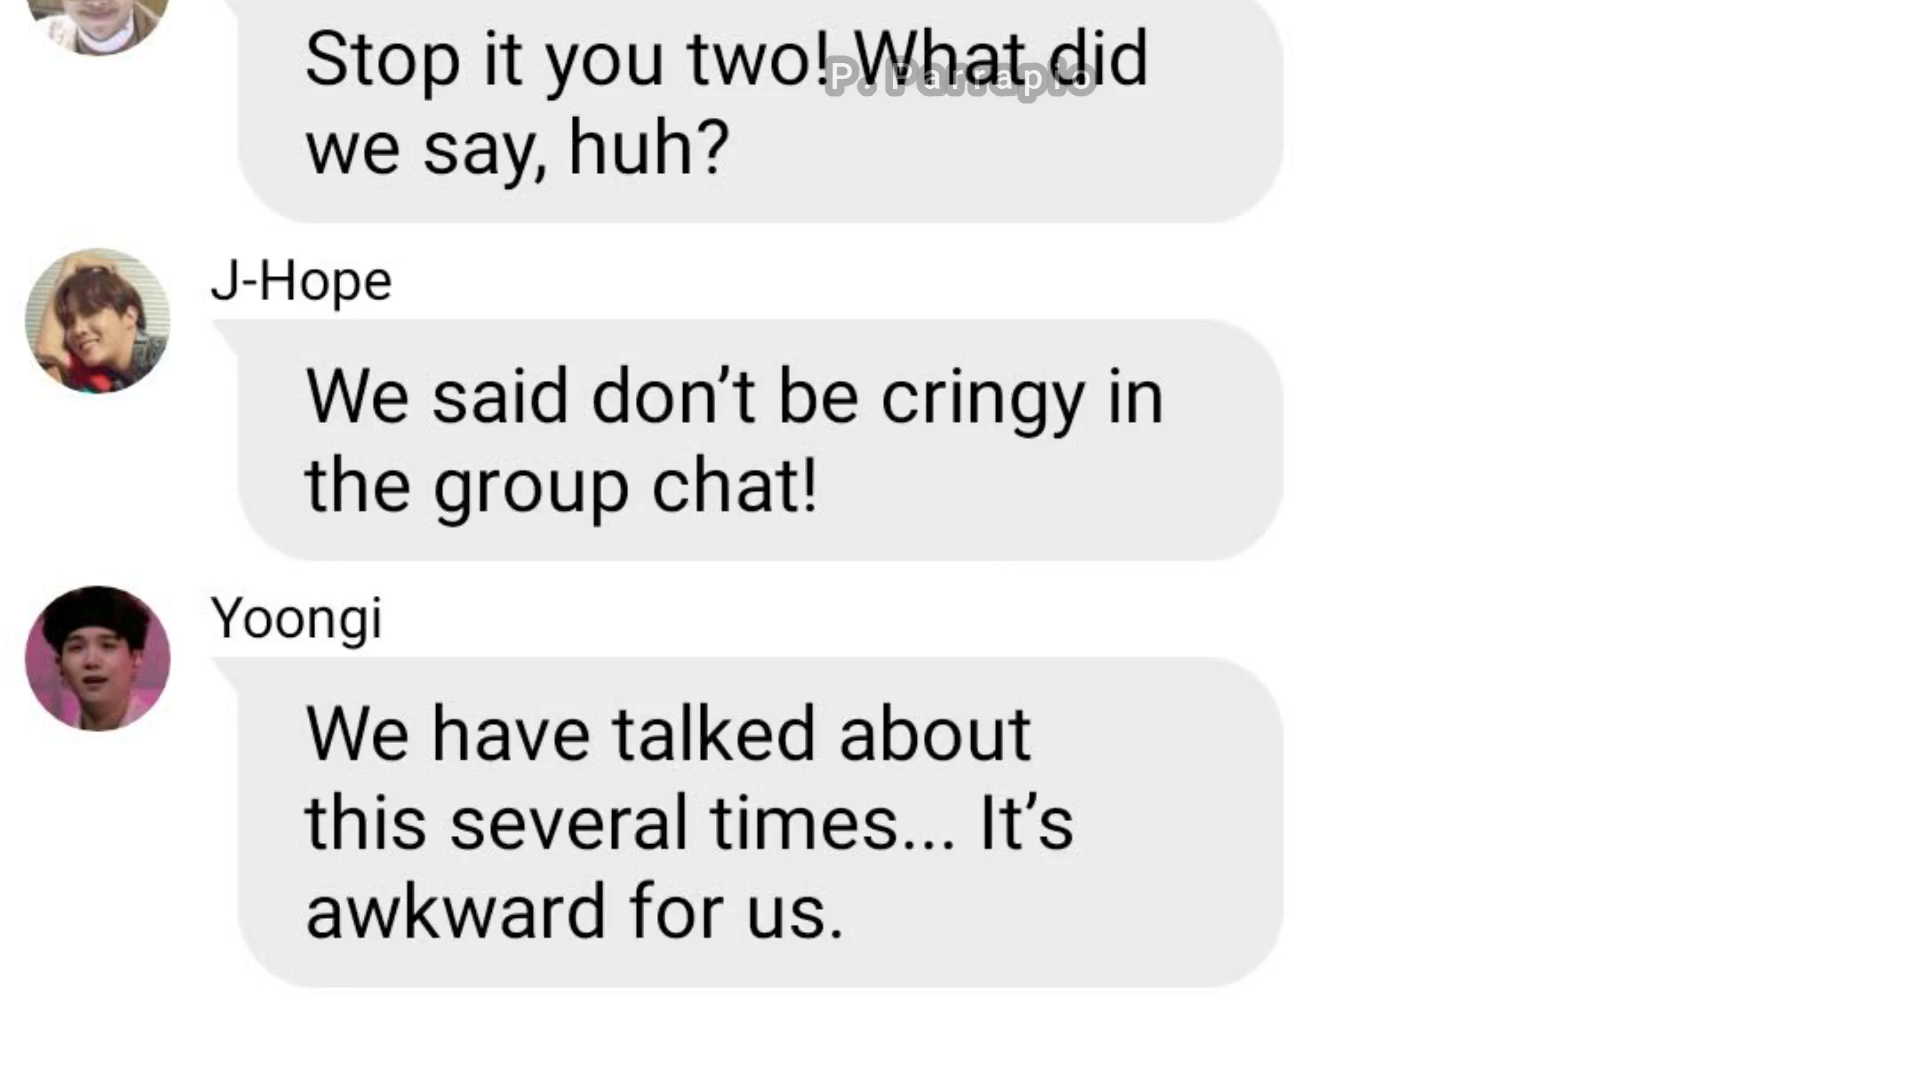 Stop it you two! What did
we say, huh?
P. Parrapio
J-Hope
We said don’t be cringy in
the group chat!
Yoongi
We have talked about
this several times... It’s
awkward for us.